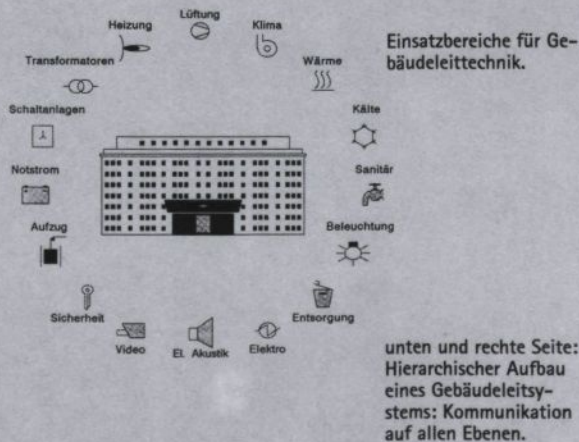 Lüftung
Heizung
Klima
Transformatoren
Wärme
Schaltanlagen
Kälte
Notstrom
Sanitär
Aufzug
Beleuchtung
Sicherheit
Entsorgung
Video
El. Akustik
Elektro
Einsatzbereiche für Ge-
bäudeleittechnik.
unten und rechte Seite:
Hierarchischer Aufbau
eines Gebäudeleitsy-
stems: Kommunikation
auf allen Ebenen.